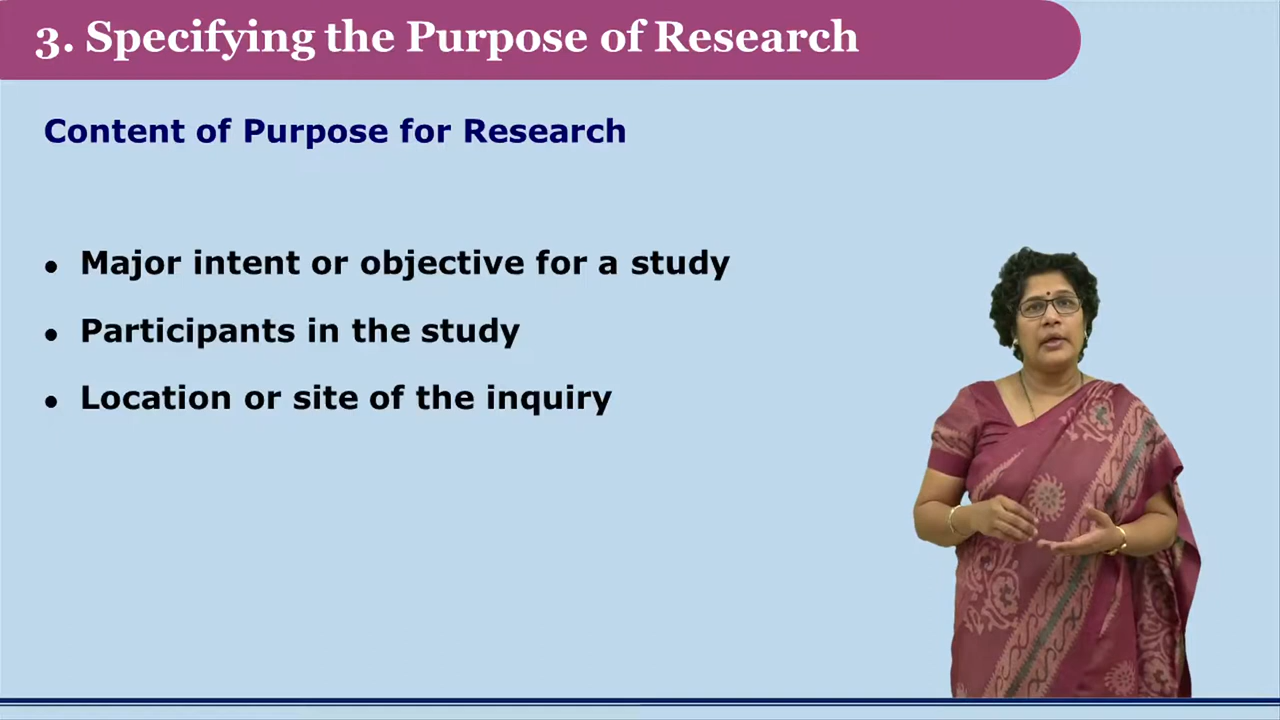 3. Specifying the Purpose of Research
Content of Purpose for Research
• Major intent or objective for a study
• Participants in the study
• Location or site of the inquiry